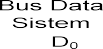 Bus Data
Sistem
D₀